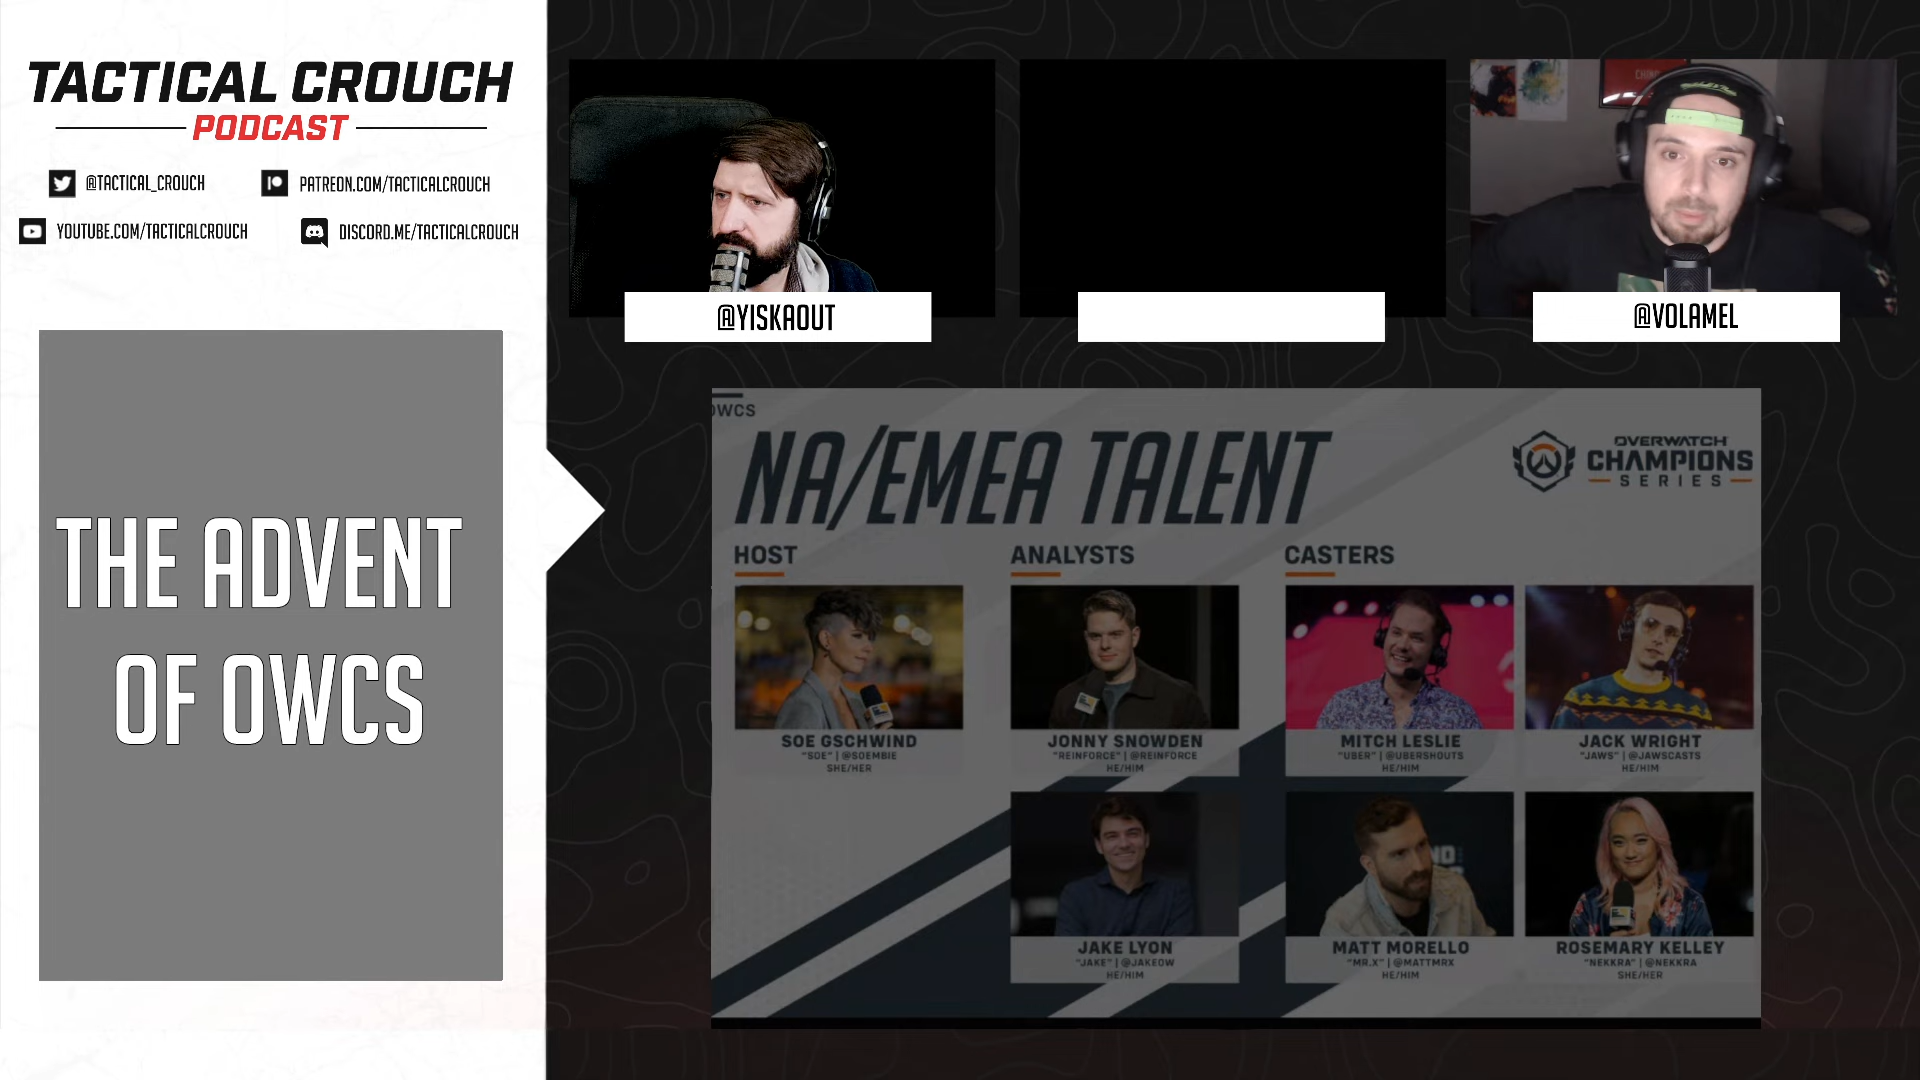 TACTICAL CROUCH
PODCAST
@TACTICAL_CROUCH
PATREON.COM/TACTICALCROUCH
YOUTUBE.COM/TACTICALCROUCH
DISCORD.ME/TACTICALCROUCH
THE ADVENT
OF OWCS
@YISKAOUT
@VOLAMEL
OWCS
NA/EMEA TALENT
OVERWATCH
CHAMPIONS
SERIES
HOST
ANALYSTS
CASTERS
SOE GSCHWIND
"SOE" | @SOEMBIE
SHE/HER
JONNY SNOWDEN
"REINFORCE" | @REINFORCE
HE/HIM
MITCH LESLIE
"UBER" | @UBERSHOUTS
HE/HIM
JACK WRIGHT
"JAWS" | @JAWSCASTS
HE/HIM
JAKE LYON
"JAKE" | @JAKEOW
HE/HIM
MATT MORELLO
"MR.X" | @MATTMRX
HE/HIM
ROSEMARY KELLEY
"NEKKRA" | @NEKKRA
SHE/HER